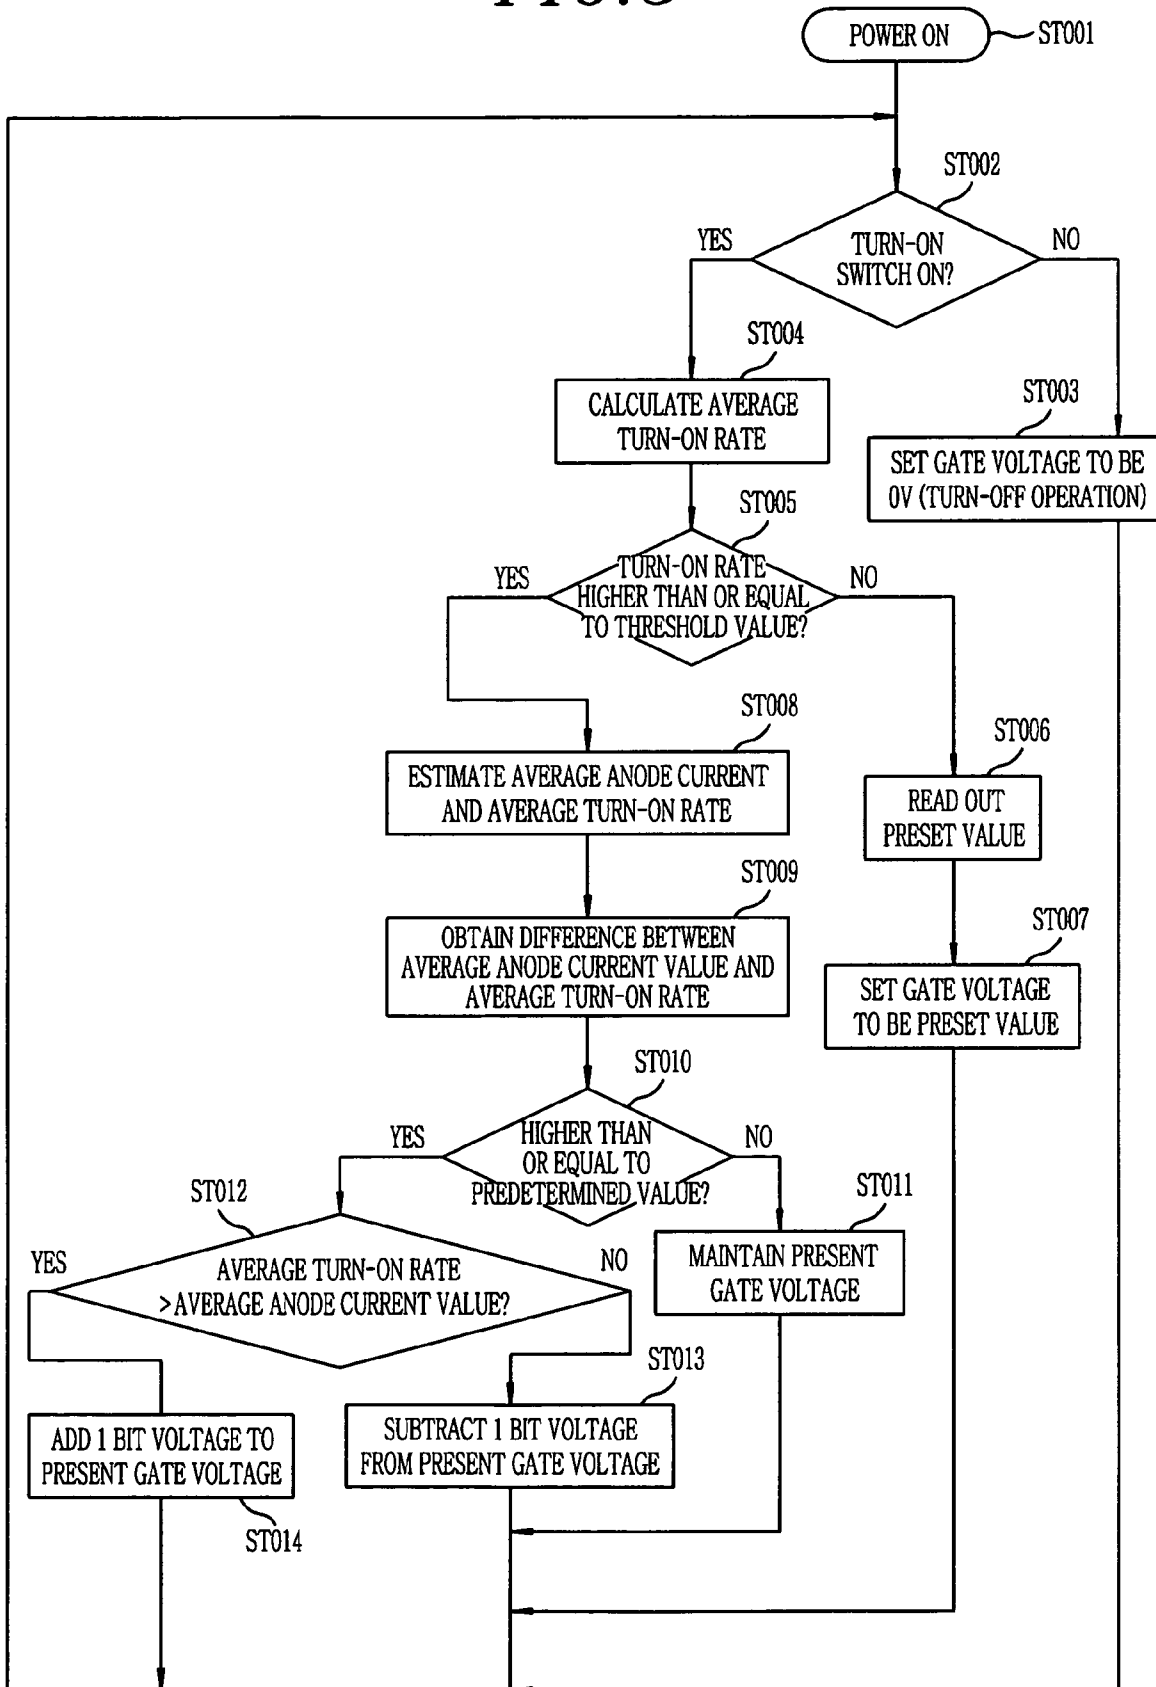 POWER ON
ST001
ST002
YES
TURN-ON
SWITCH ON?
NO
ST004
CALCULATE AVERAGE
TURN-ON RATE
ST003
SET GATE VOLTAGE TO BE
0V (TURN-OFF OPERATION)
ST005
YES
TURN-ON RATE
HIGHER THAN OR EQUAL
TO THRESHOLD VALUE?
NO
ST008
ESTIMATE AVERAGE ANODE CURRENT
AND AVERAGE TURN-ON RATE
ST006
READ OUT
PRESET VALUE
ST009
OBTAIN DIFFERENCE BETWEEN
AVERAGE ANODE CURRENT VALUE AND
AVERAGE TURN-ON RATE
ST007
SET GATE VOLTAGE
TO BE PRESET VALUE
ST010
YES
HIGHER THAN
OR EQUAL TO
PREDETERMINED VALUE?
NO
ST012
YES
AVERAGE TURN-ON RATE
>AVERAGE ANODE CURRENT VALUE?
NO
ST011
MAINTAIN PRESENT
GATE VOLTAGE
ST013
SUBTRACT 1 BIT VOLTAGE
FROM PRESENT GATE VOLTAGE
ADD 1 BIT VOLTAGE TO
PRESENT GATE VOLTAGE
ST014